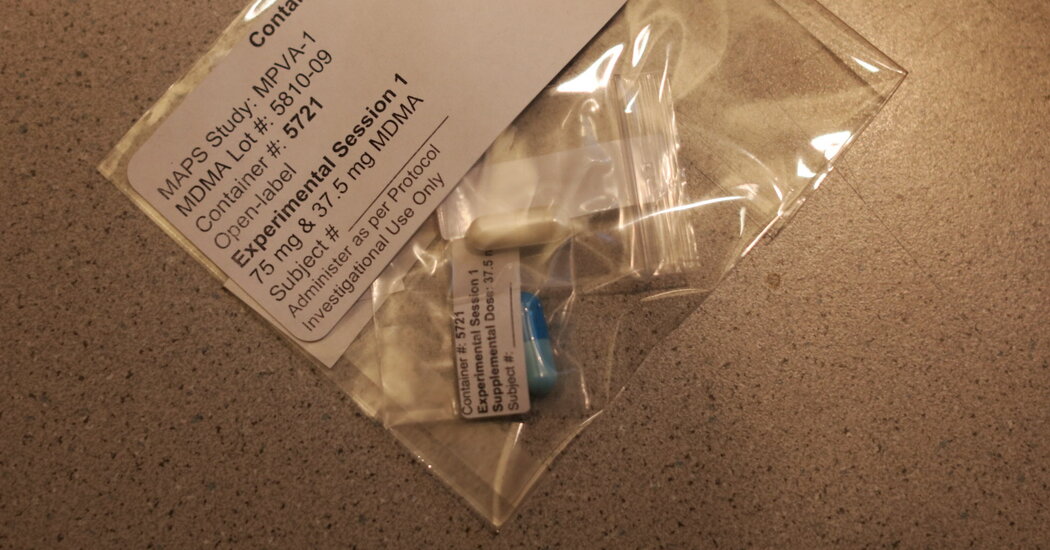 MAPS Study: MPVA-1
MDMA Lot #: 5810-09
Container #: 5721
Open-label
Experimental Session 1
75 mg & 37.5 mg MDMA
Subject #
Administer as per Protocol
Investigational Use Only
Container #: 5721
Experimental Session 1
Supplemental Dose: 37.5
Subject #: